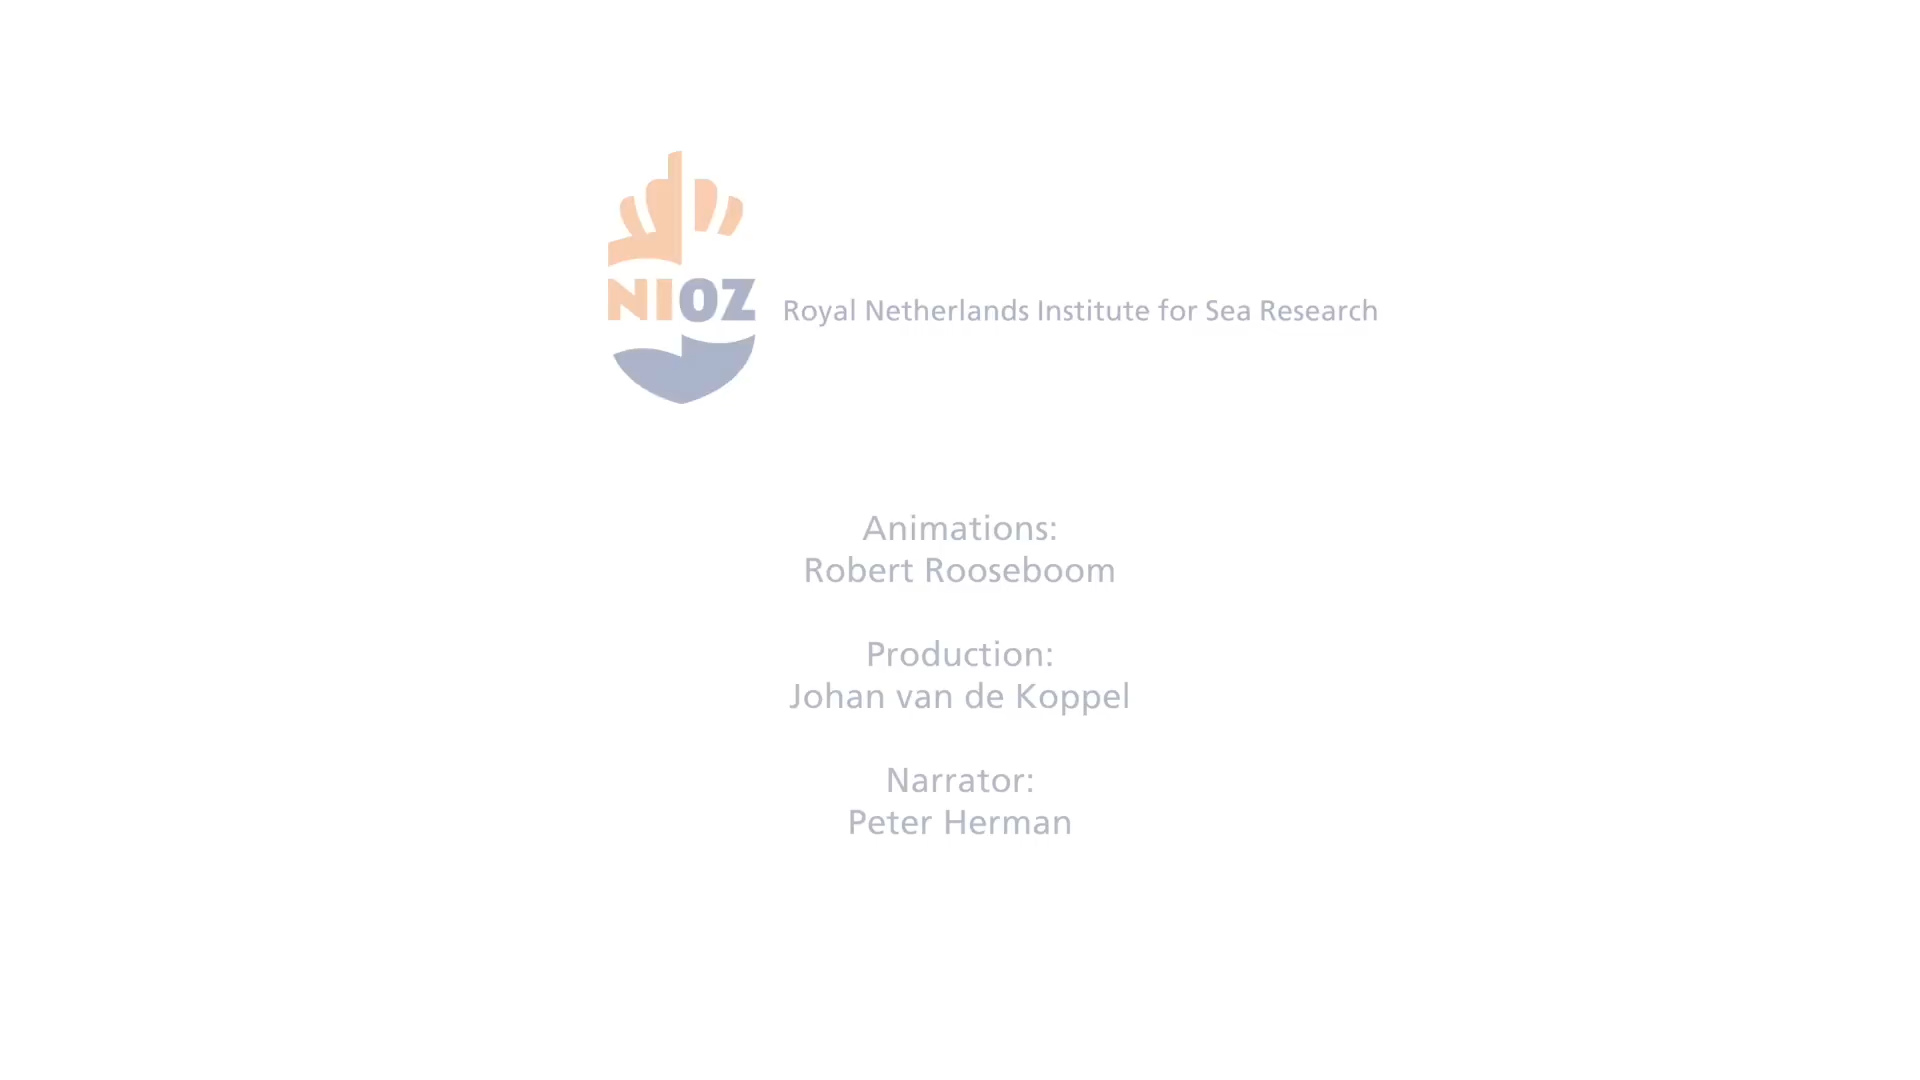 NIOZ
Royal Netherlands Institute for Sea Research
Animations:
Robert Rooseboom
Production:
Johan van de Koppel
Narrator:
Peter Herman